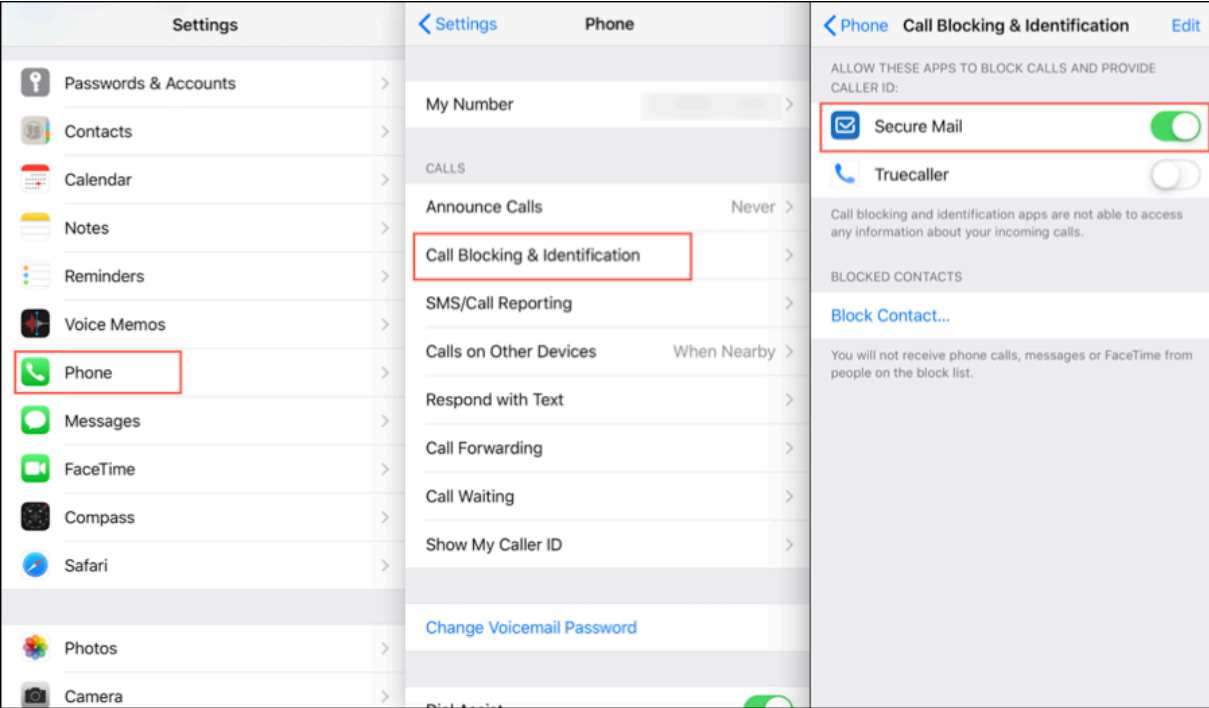 Settings
Passwords & Accounts
Contacts
Calendar
Notes
Reminders
Voice Memos
Phone
Messages
FaceTime
Compass
Safari
Photos
Camera
Settings
Phone
My Number
CALLS
Announce Calls Never
Call Blocking & Identification
SMS/Call Reporting
Calls on Other Devices When Nearby
Respond with Text
Call Forwarding
Call Waiting
Show My Caller ID
Change Voicemail Password
Dial Assist
Phone
Call Blocking & Identification
Edit
ALLOW THESE APPS TO BLOCK CALLS AND PROVIDE
CALLER ID:
Secure Mail
Truecaller
Call blocking and identification apps are not able to access
any information about your incoming calls.
BLOCKED CONTACTS
Block Contact...
You will not receive phone calls, messages or FaceTime from
people on the block list.